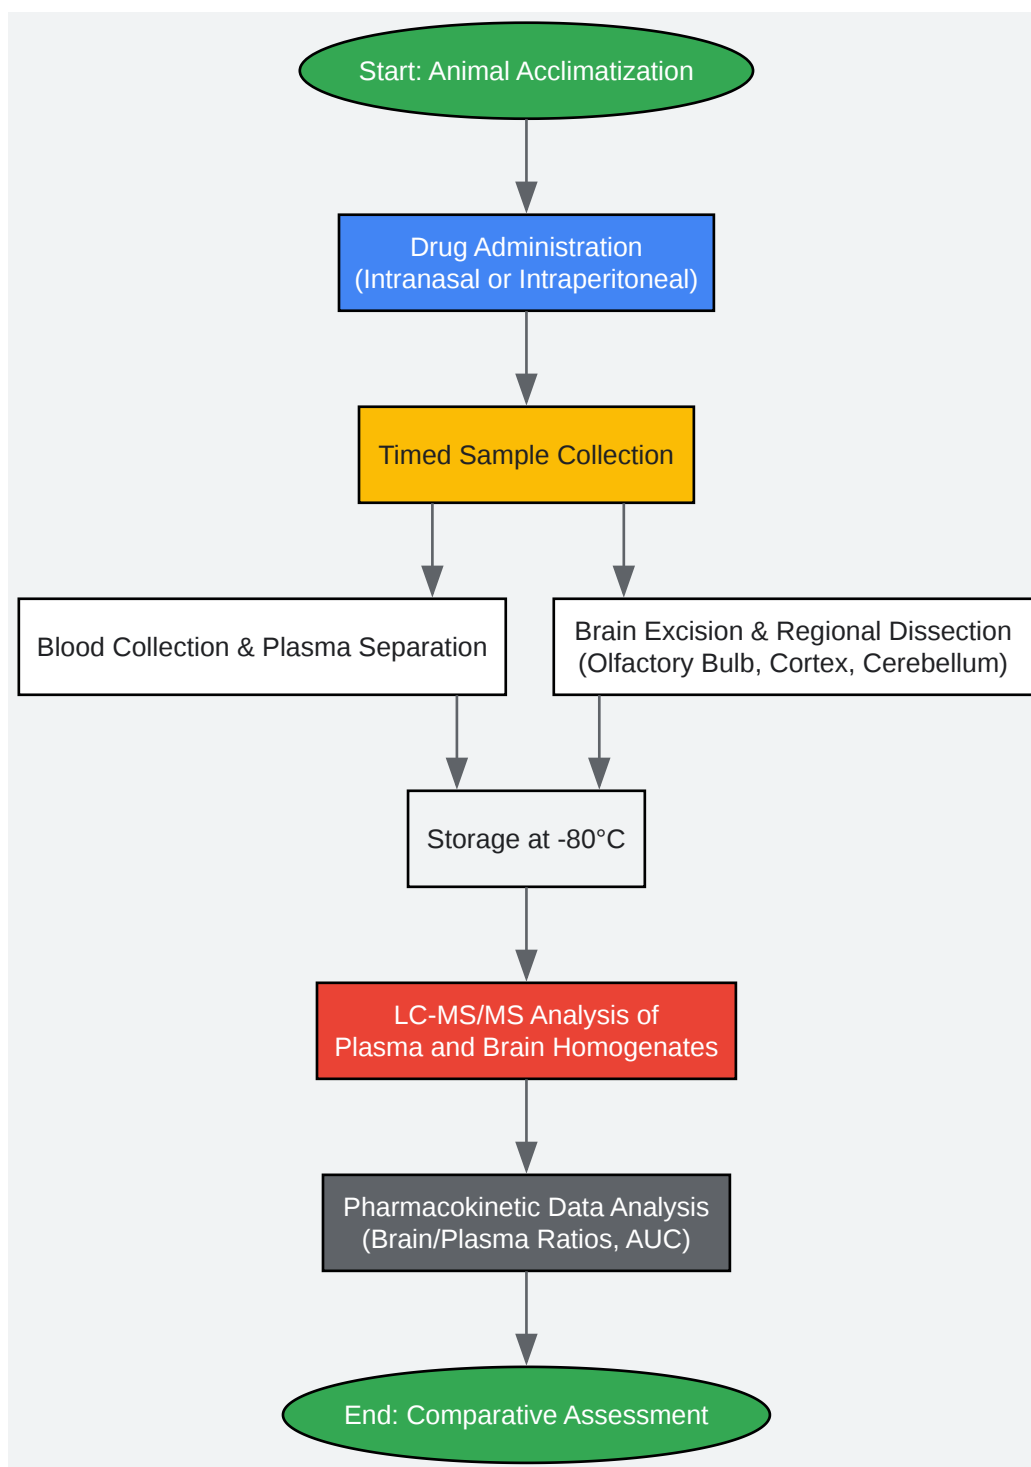 Start: Animal Acclimatization
Drug Administration
(Intranasal or Intraperitoneal)
Timed Sample Collection
Blood Collection & Plasma Separation
Brain Excision & Regional Dissection
(Olfactory Bulb, Cortex, Cerebellum)
Storage at -80°C
LC-MS/MS Analysis of
Plasma and Brain Homogenates
Pharmacokinetic Data Analysis
(Brain/Plasma Ratios, AUC)
End: Comparative Assessment